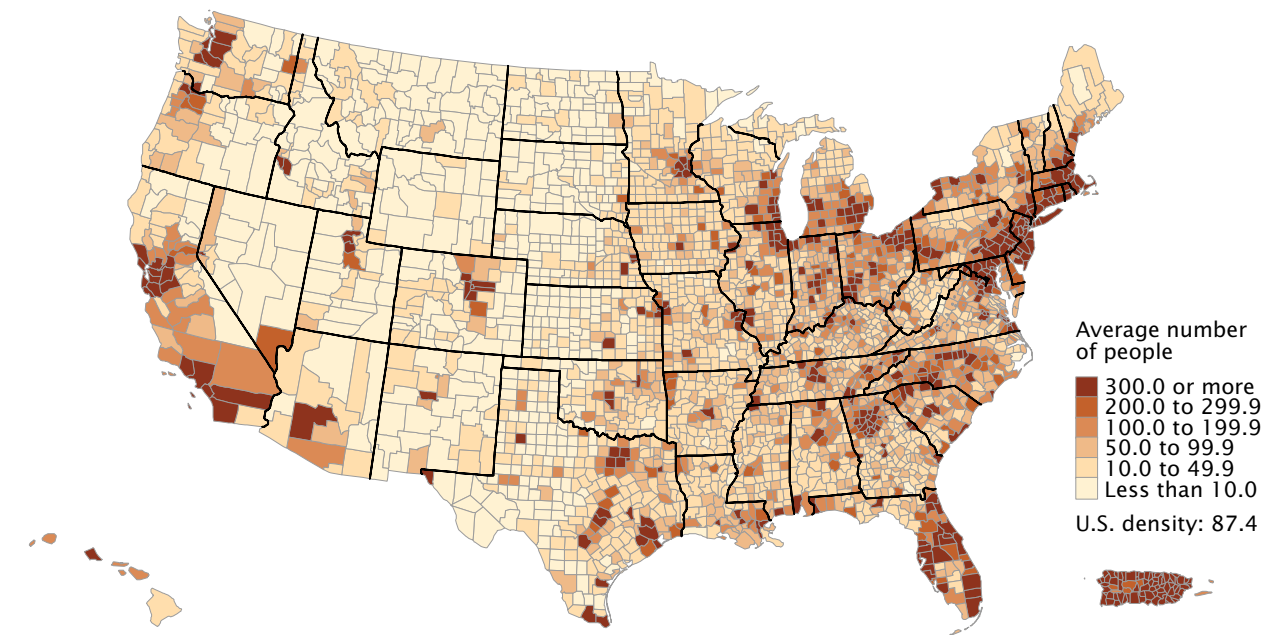 Average number
of people
300.0 or more
200.0 to 299.9
100.0 to 199.9
50.0 to 99.9
10.0 to 49.9
Less than 10.0
U.S. density: 87.4